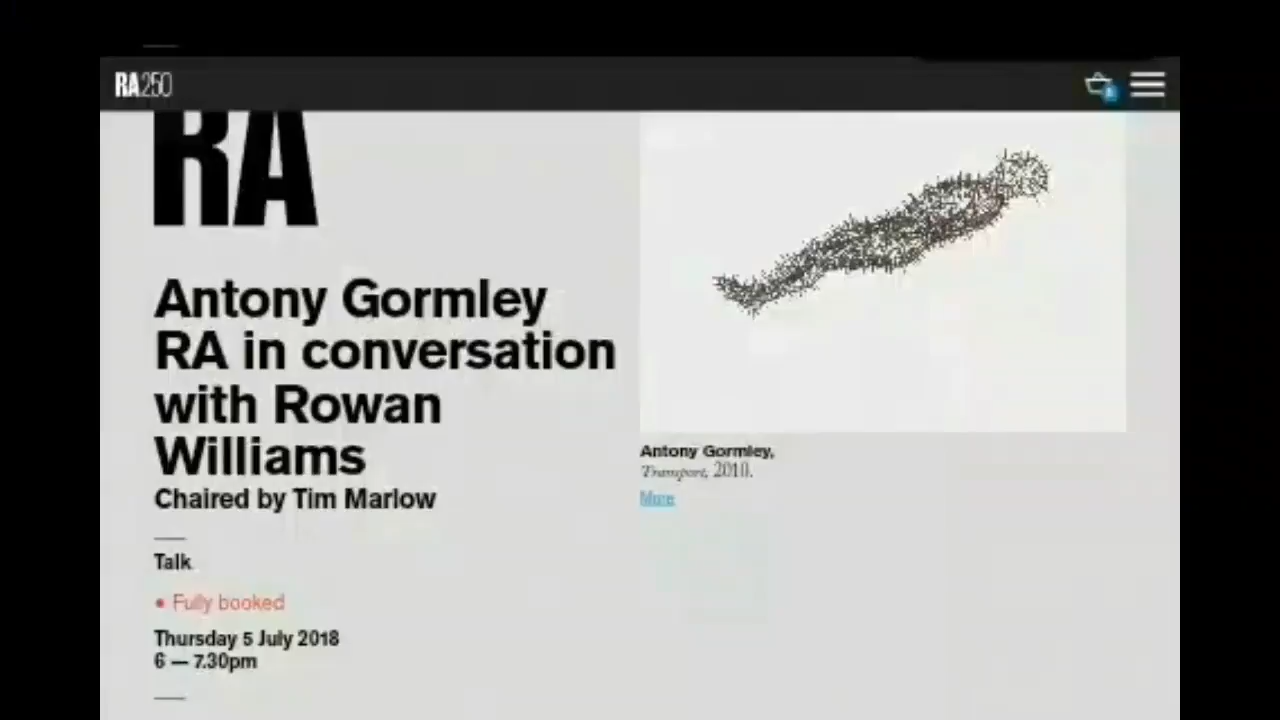 RA250
RA
Antony Gormley
RA in conversation
with Rowan
Williams
Chaired by Tim Marlow
Talk
• Fully booked
Thursday 5 July 2018
6 — 7.30pm
Antony Gormley,
Transport, 2010.
More